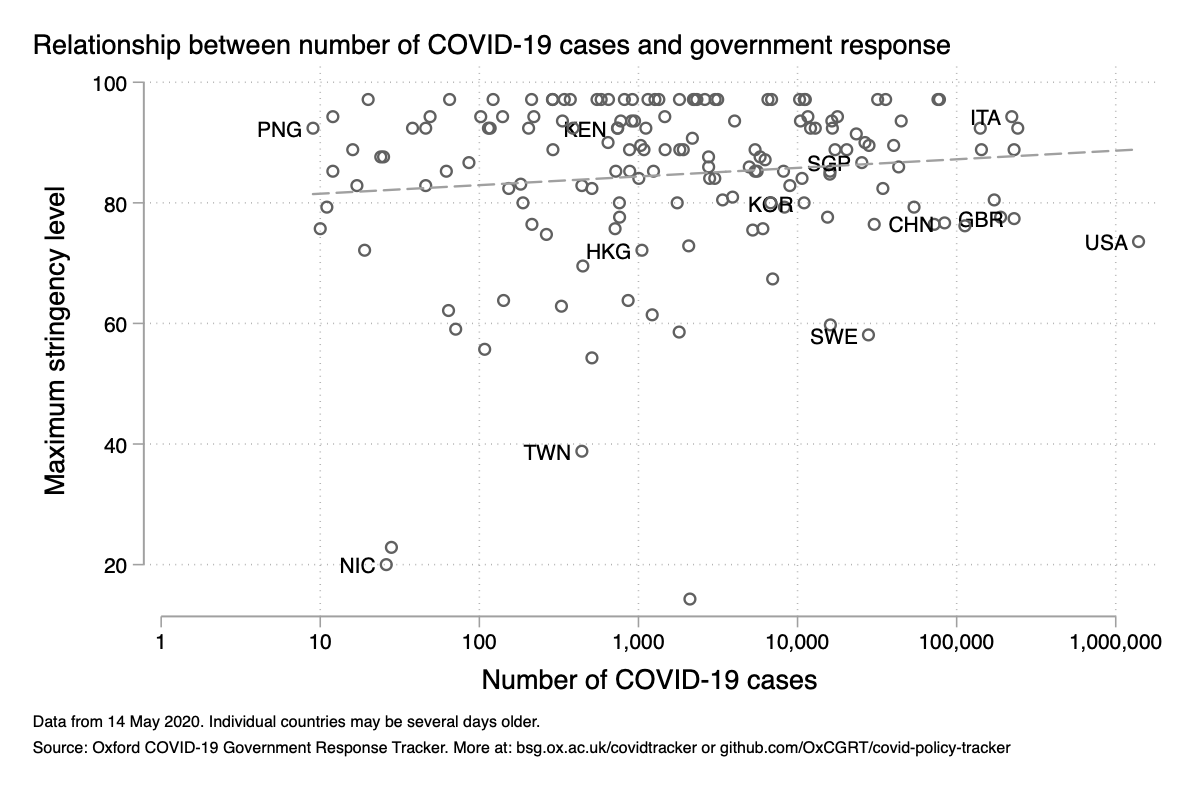 Relationship between number of COVID-19 cases and government response
Maximum stringency level
100
80
60
40
20
PNG
KEN
ITA
SGP
KOR
CHN
GBR
USA
HKG
SWE
TWN
NIC
1
10
100
1,000
10,000
100,000
1,000,000
Number of COVID-19 cases
Data from 14 May 2020. Individual countries may be several days older.
Source: Oxford COVID-19 Government Response Tracker. More at: bsg.ox.ac.uk/covidtracker or github.com/OxCGRT/covid-policy-tracker